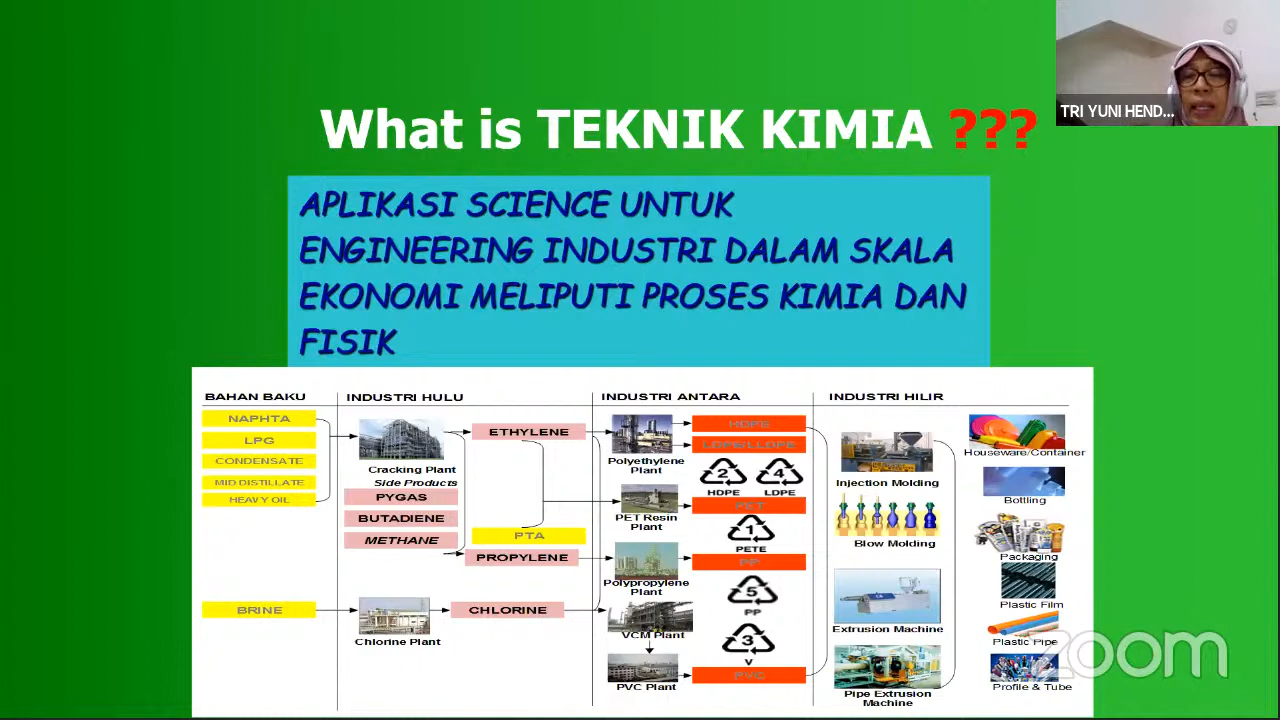 TRI YUNI HEND...
What is TEKNIK KIMIA ???
APLIKASI SCIENCE UNTUK
ENGINEERING INDUSTRI DALAM SKALA
EKONOMI MELIPUTI PROSES KIMIA DAN
FISIK
BAHAN BAKU
NAPHTA
LPG
CONDENSATE
MID DISTILLATE
HEAVY OIL
BRINE
INDUSTRI HULU
Cracking Plant
Side Products
PYGAS
BUTADIENE
METHANE
Chlorine Plant
ETHYLENE
PTA
PROPYLENE
CHLORINE
INDUSTRI ANTARA
Polyethylene
Plant
PET Resin
Plant
Polypropylene
Plant
VCM Plant
PVC Plant
HDPE
LDPE/LLDPE
2
HDPE
4
LDPE
PET
1
PETE
PP
5
PP
3
V
PVC
INDUSTRI HILIR
Injection Molding
Blow Molding
Extrusion Machine
Pipe Extrusion
Machine
Houseware/Container
Bottling
Packaging
Plastic Film
Plastic Pipe
Profile & Tube
zoom